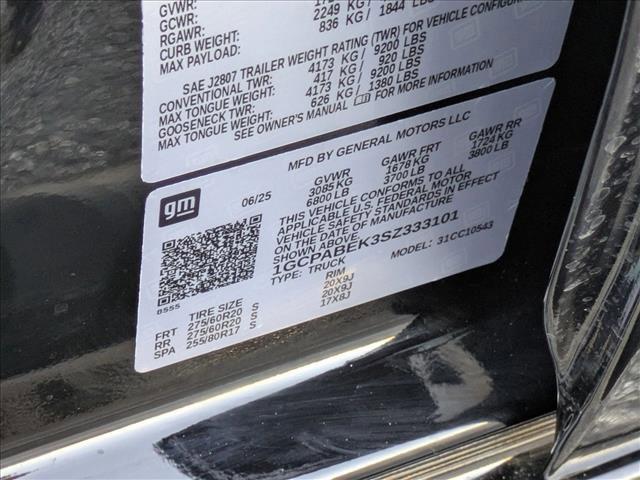 GVWR:
GCWR:
RGAWR: 2249 KG /
CURB WEIGHT: 836 KG / 1844 LBS
MAX PAYLOAD:
SAE J2807 TRAILER WEIGHT RATING (TWR) FOR VEHICLE CONFIGURA
CONVENTIONAL TWR: 4173 KG / 9200 LBS
MAX TONGUE WEIGHT: 417 KG / 920 LBS
GOOSENECK TWR: 4173 KG / 9200 LBS
MAX TONGUE WEIGHT: 626 KG / 1380 LBS
SEE OWNER'S MANUAL FOR MORE INFORMATION
MFD BY GENERAL MOTORS LLC
gm
06/25
GVWR GAWR FRT GAWR RR
3085 KG 1678 KG 1724 KG
6800 LB 3700 LB 3800 LB
THIS VEHICLE CONFORMS TO ALL
APPLICABLE U.S. FEDERAL MOTOR
VEHICLE SAFETY STANDARDS IN EFFECT
ON THE DATE OF MANUFACTURE
SHOWN ABOVE.
1GCPABEK3SZ333101
TYPE: TRUCK MODEL: 31CC10543
8555
TIRE SIZE RIM
FRT 275/60R20 S 20X9J
RR 275/60R20 S 20X9J
SPA 255/80R17 S 17X8J